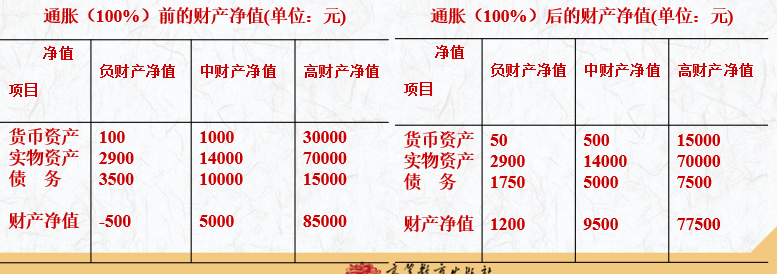 通胀（100%）前的财产净值(单位：元)
净值
项目
负财产净值 中财产净值 高财产净值
货币资产 100 1000 30000
实物资产 2900 14000 70000
债 务 3500 10000 15000
财产净值 -500 5000 85000
通胀（100%）后的财产净值(单位：元)
净值
项目
负财产净值 中财产净值 高财产净值
货币资产 50 500 15000
实物资产 2900 14000 70000
债 务 1750 5000 7500
财产净值 1200 9500 77500
高等教育出版社